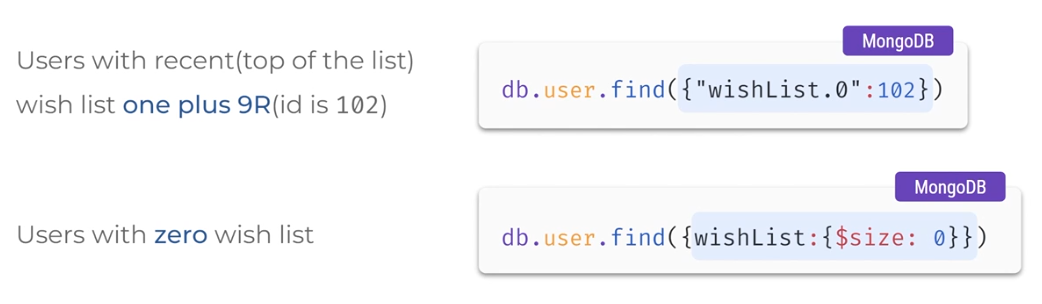 Users with recent(top of the list)
wish list one plus 9R(id is 102)
MongoDB
db.user.find({"wishList.0":102})
Users with zero wish list
MongoDB
db.user.find({wishList:{$size: 0}})